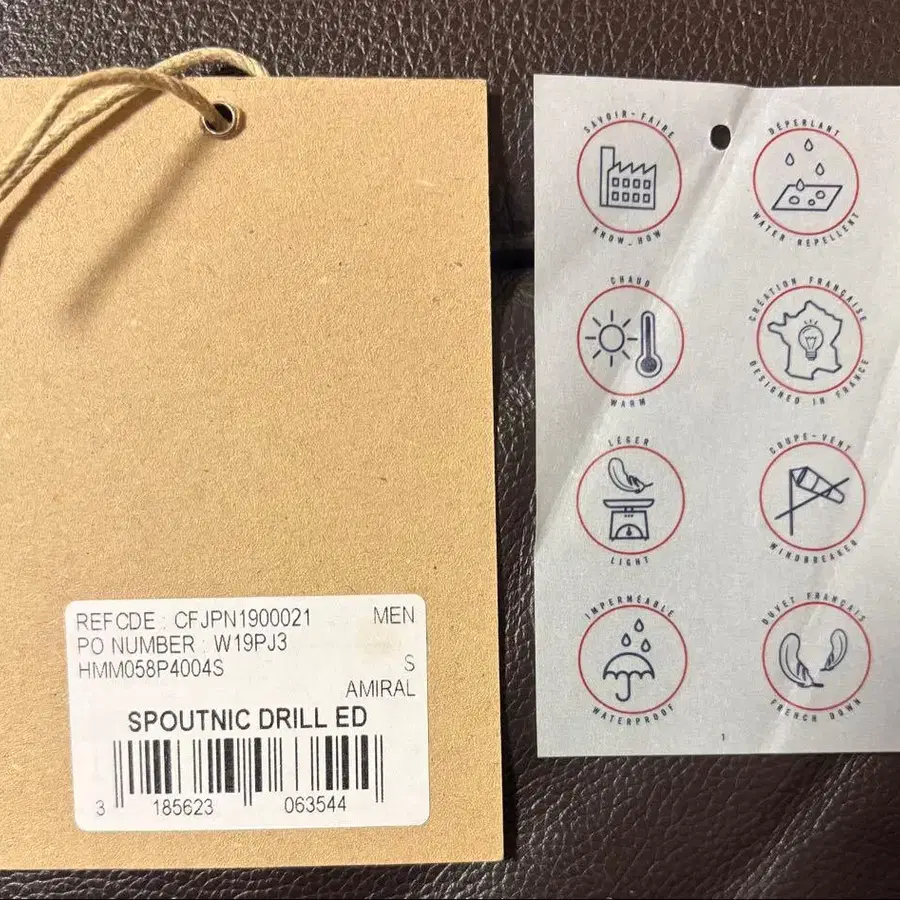 REFCDE : CFJPN1900021 MEN
PO NUMBER : W19PJ3
HMM058P4004S S
AMIRAL
SPOUTNIC DRILL ED
3 185623 063544
SAVOIR-FAIRE
KNOW-HOW
DÉPERLANT
WATER REPELLENT
CHAUD
WARM
CRÉATION FRANÇAISE
DESIGNED IN FRANCE
LÉGER
LIGHT
COUPE-VENT
WINDBREAKER
IMPERMÉABLE
WATERPROOF
DUVET FRANÇAIS
FRENCH DOWN
1